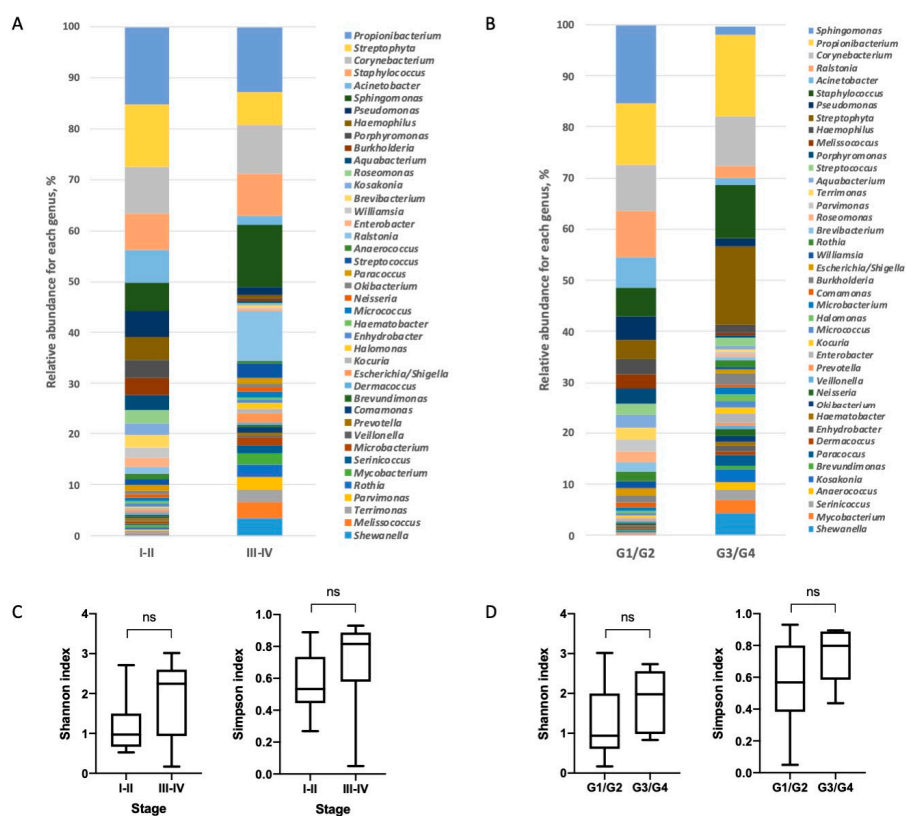 A
Relative abundance for each genus, %
100
90
80
70
60
50
40
30
20
10
0
I-II
III-IV
Propionibacterium
Streptophyta
Corynebacterium
Staphylococcus
Acinetobacter
Sphingomonas
Pseudomonas
Haemophilus
Porphyromonas
Burkholderia
Aquabacterium
Roseomonas
Kosakonia
Brevibacterium
Williamsia
Enterobacter
Ralstonia
Anaerococcus
Streptococcus
Paracoccus
Okibacterium
Neisseria
Micrococcus
Haematobacter
Enhydrobacter
Halomonas
Kocuria
Escherichia/Shigella
Dermacoccus
Brevundimonas
Comamonas
Prevotella
Veillonella
Microbacterium
Serinicoccus
Mycobacterium
Rothia
Parvimonas
Terrimonas
Melissococcus
Shewanella
B
Relative abundance for each genus, %
100
90
80
70
60
50
40
30
20
10
0
G1/G2
G3/G4
Sphingomonas
Propionibacterium
Corynebacterium
Ralstonia
Acinetobacter
Staphylococcus
Pseudomonas
Streptophyta
Haemophilus
Melissococcus
Porphyromonas
Streptococcus
Aquabacterium
Terrimonas
Parvimonas
Roseomonas
Brevibacterium
Rothia
Williamsia
Escherichia/Shigella
Burkholderia
Comamonas
Microbacterium
Halomonas
Micrococcus
Kocuria
Enterobacter
Prevotella
Veillonella
Neisseria
Okibacterium
Haematobacter
Enhydrobacter
Dermacoccus
Paracoccus
Brevundimonas
Kosakonia
Anaerococcus
Serinicoccus
Mycobacterium
Shewanella
C
Shannon index
4
3
2
1
0
ns
I-II
III-IV
Stage
Simpson index
1.0
0.8
0.6
0.4
0.2
0.0
ns
I-II
III-IV
Stage
D
Shannon index
4
3
2
1
0
ns
G1/G2
G3/G4
Simpson index
1.0
0.8
0.6
0.4
0.2
0.0
ns
G1/G2
G3/G4